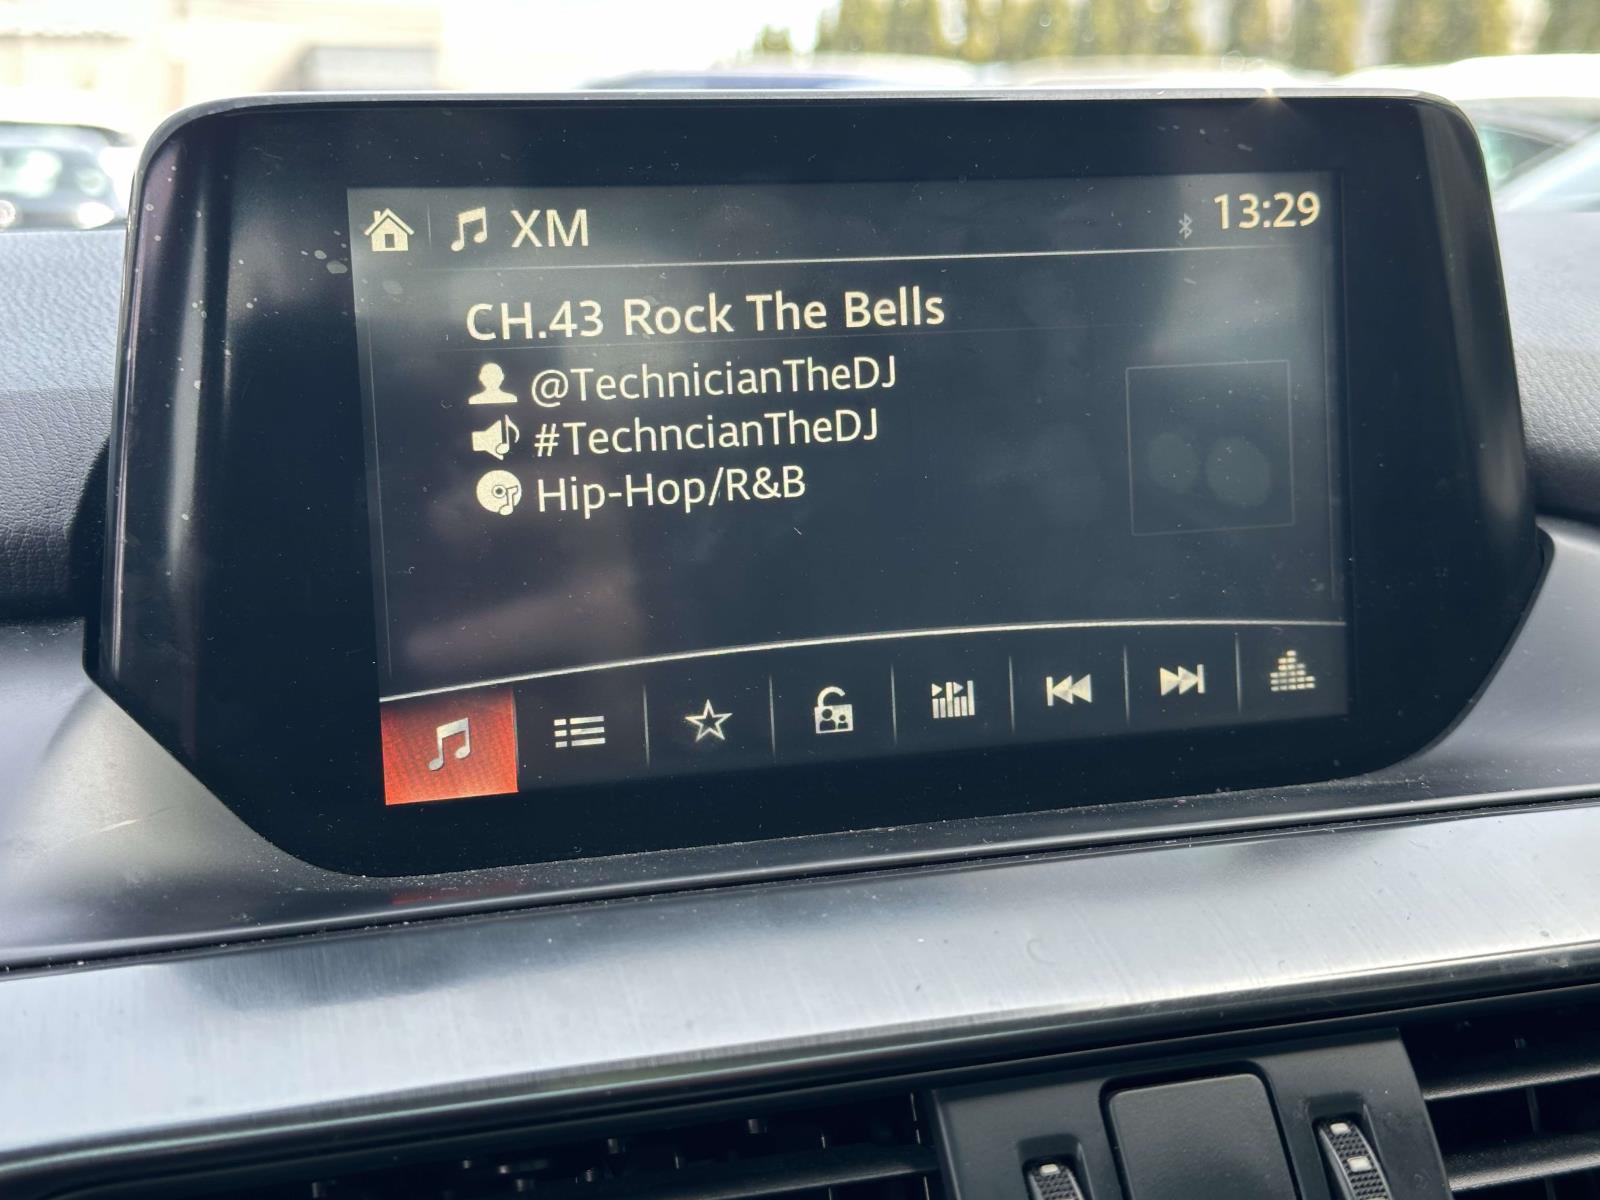 XM
13:29
CH.43 Rock The Bells
@TechnicianTheDJ
#TechncianTheDJ
Hip-Hop/R&B